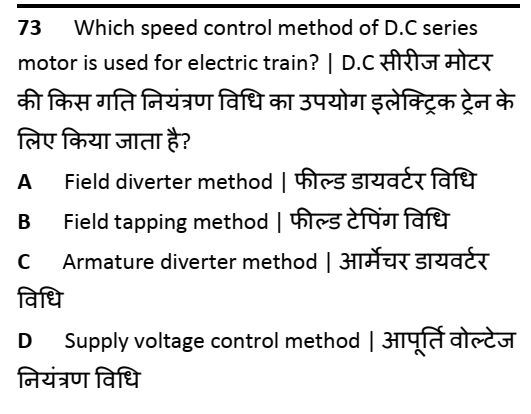 73 Which speed control method of D.C series
motor is used for electric train? | D.C सीरीज मोटर
की किस गति नियंत्रण विधि का उपयोग इलेक्ट्रिक ट्रेन के
लिए किया जाता है?
A Field diverter method | फील्ड डायवर्टर विधि
B Field tapping method | फील्ड टेपिंग विधि
C Armature diverter method | आर्मेचर डायवर्टर
विधि
D Supply voltage control method | आपूर्ति वोल्टेज
नियंत्रण विधि